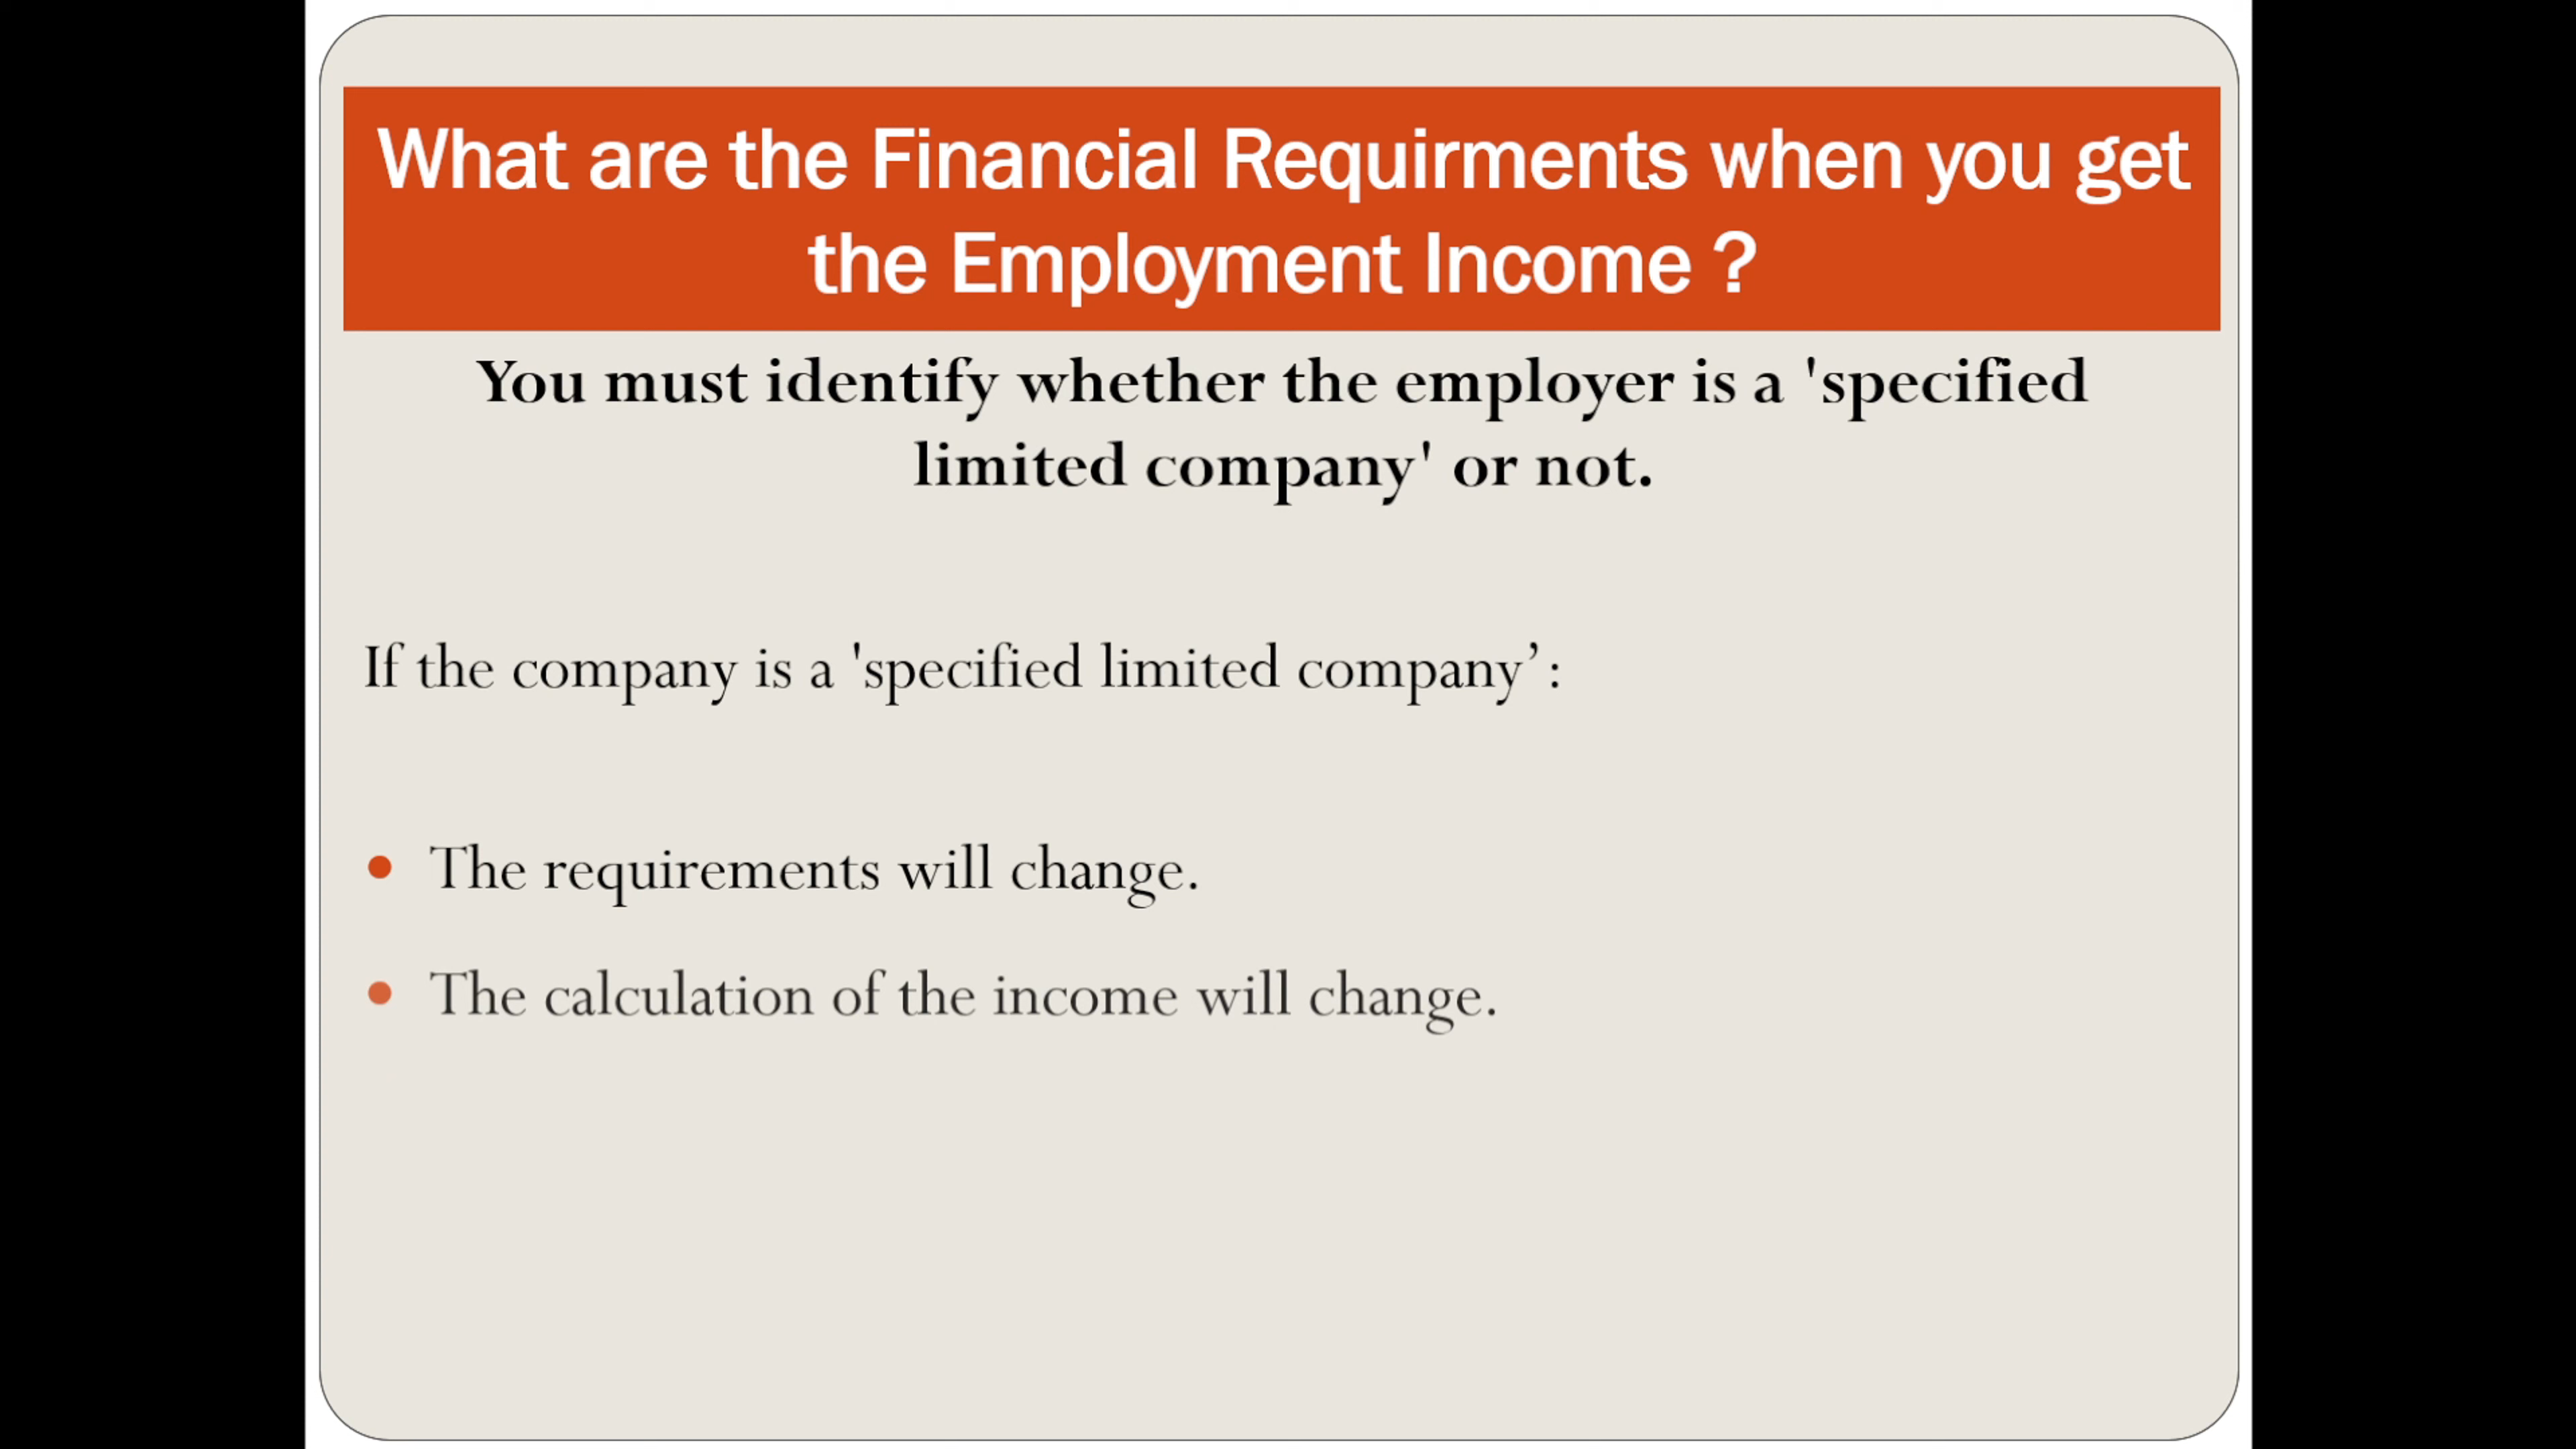 What are the Financial Requirments when you get
the Employment Income ?
You must identify whether the employer is a 'specified
limited company' or not.
If the company is a 'specified limited company’:
• The requirements will change.
• The calculation of the income will change.